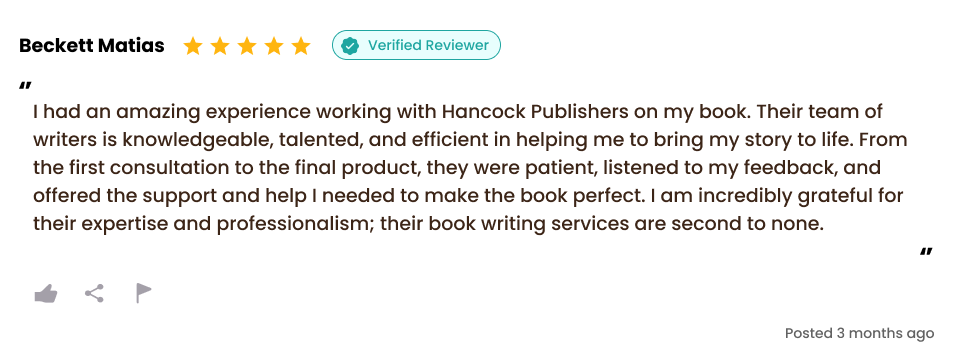 Beckett Matias Verified Reviewer
“
I had an amazing experience working with Hancock Publishers on my book. Their team of
writers is knowledgeable, talented, and efficient in helping me to bring my story to life. From
the first consultation to the final product, they were patient, listened to my feedback, and
offered the support and help I needed to make the book perfect. I am incredibly grateful for
their expertise and professionalism; their book writing services are second to none.
”
Posted 3 months ago